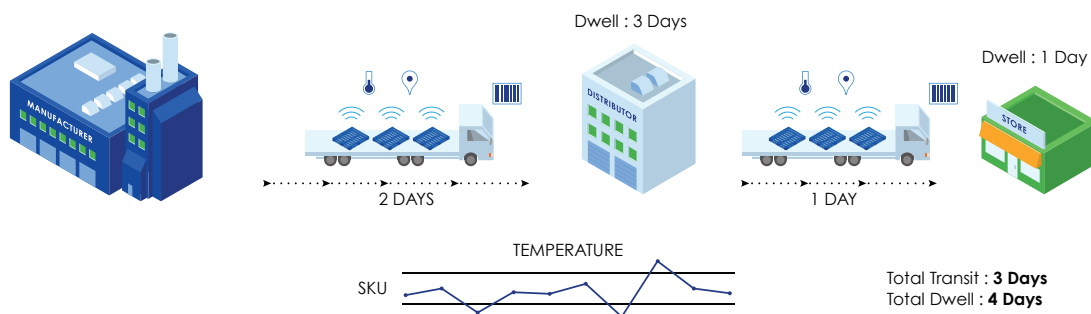 Dwell : 3 Days
Dwell : 1 Day
MANUFACTURER
DISTRIBUTOR
STORE
2 DAYS
1 DAY
TEMPERATURE
SKU
Total Transit : 3 Days
Total Dwell : 4 Days